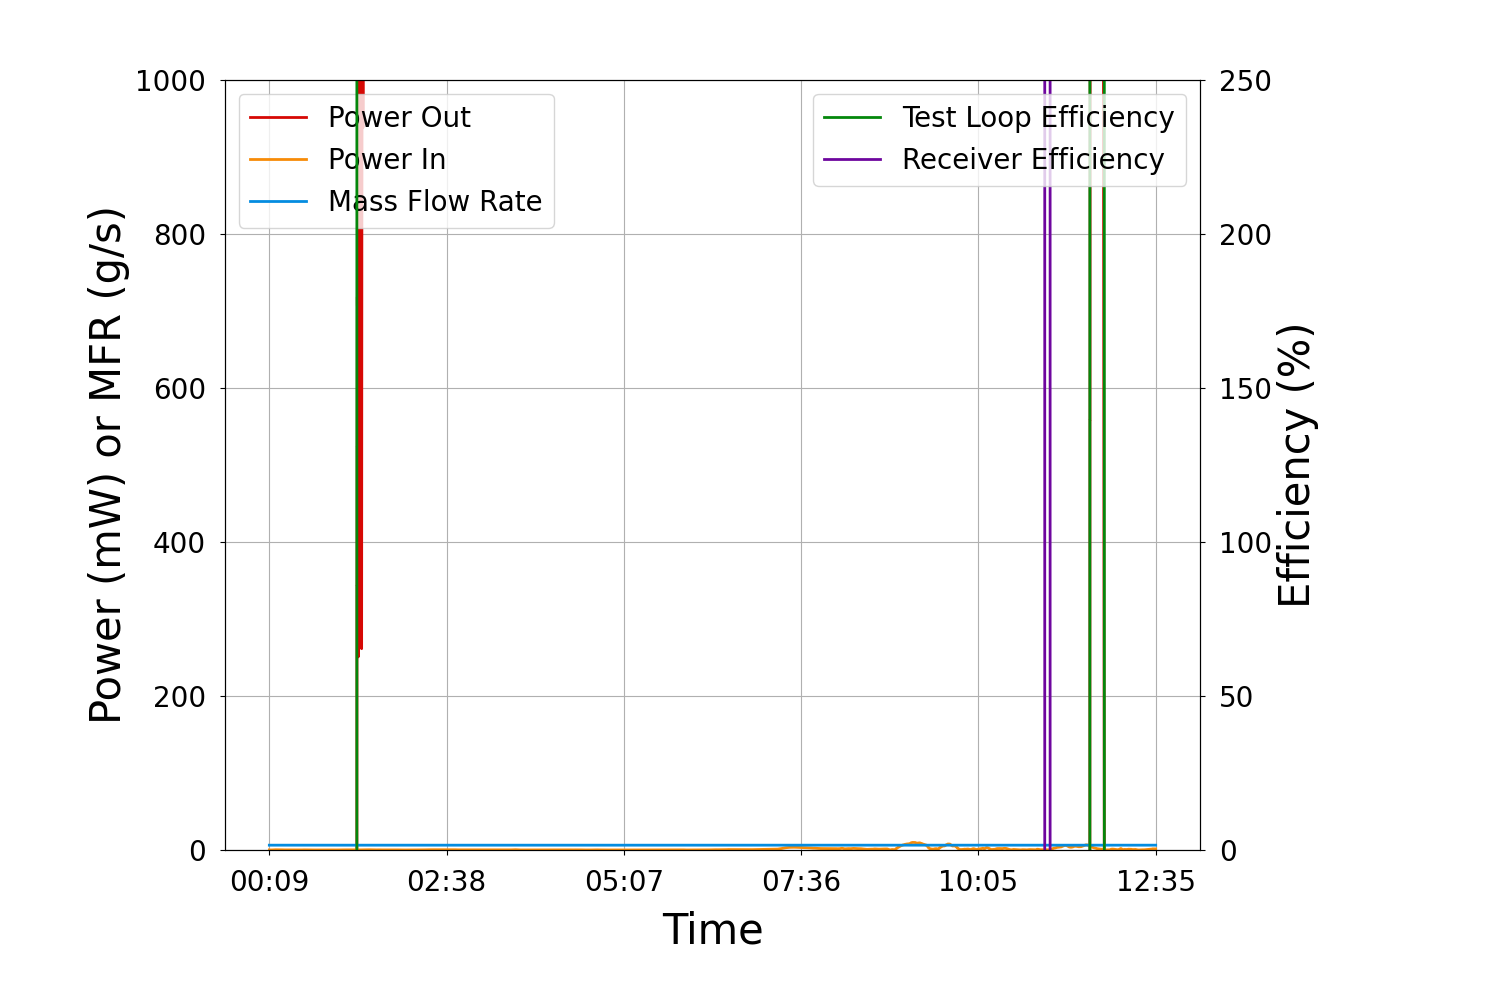 1000
800
600
400
200
0
Power (mW) or MFR (g/s)
Power Out
Power In
Mass Flow Rate
Test Loop Efficiency
Receiver Efficiency
250
200
150
100
50
0
Efficiency (%)
00:09 02:38 05:07 07:36 10:05 12:35
Time